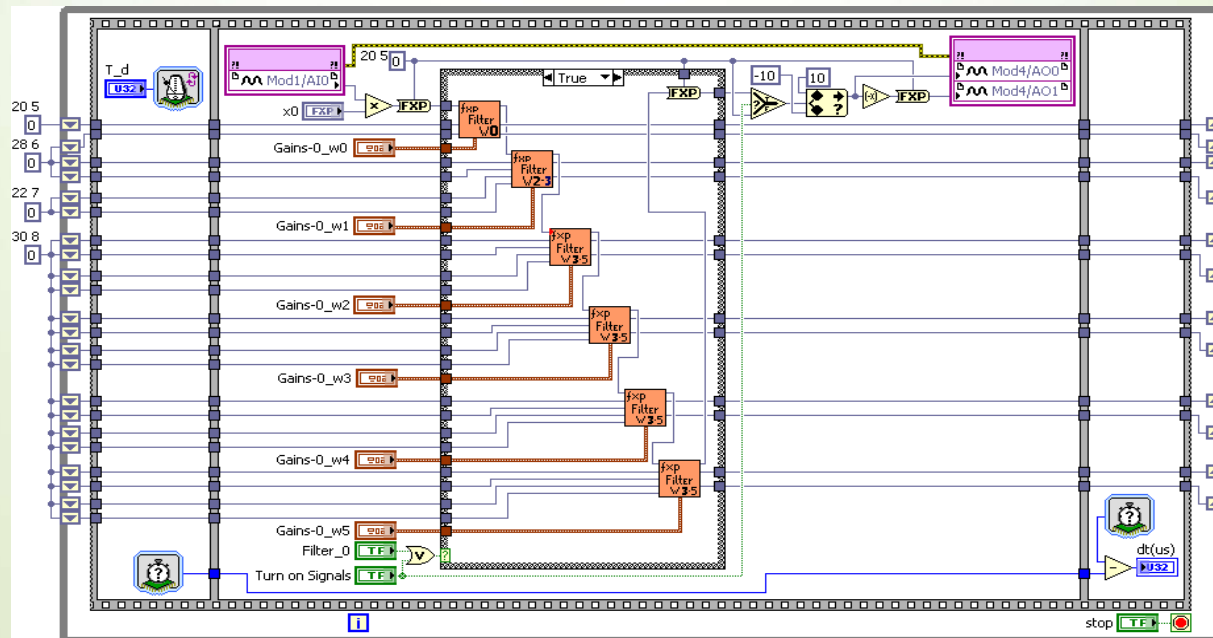 T_d
U32
?!
?!
Mod1/AI0
20 5
0
True
x0
FXP
x
FXP
FXP
-10
10
?
?
[-x]
FXP
?!
?!
Mod4/AO0
Mod4/AO1
20 5
0
28 6
0
22 7
0
30 8
0
fxp
Filter
W0
Gains-0_w0
fxp
Filter
W2-3
Gains-0_w1
fxp
Filter
W3-5
Gains-0_w2
fxp
Filter
W3-5
Gains-0_w3
fxp
Filter
W3-5
Gains-0_w4
fxp
Filter
W3-5
Gains-0_w5
Filter_0
TF
V
?
Turn on Signals
TF
?
?
dt(us)
-
U32
i
stop
TF